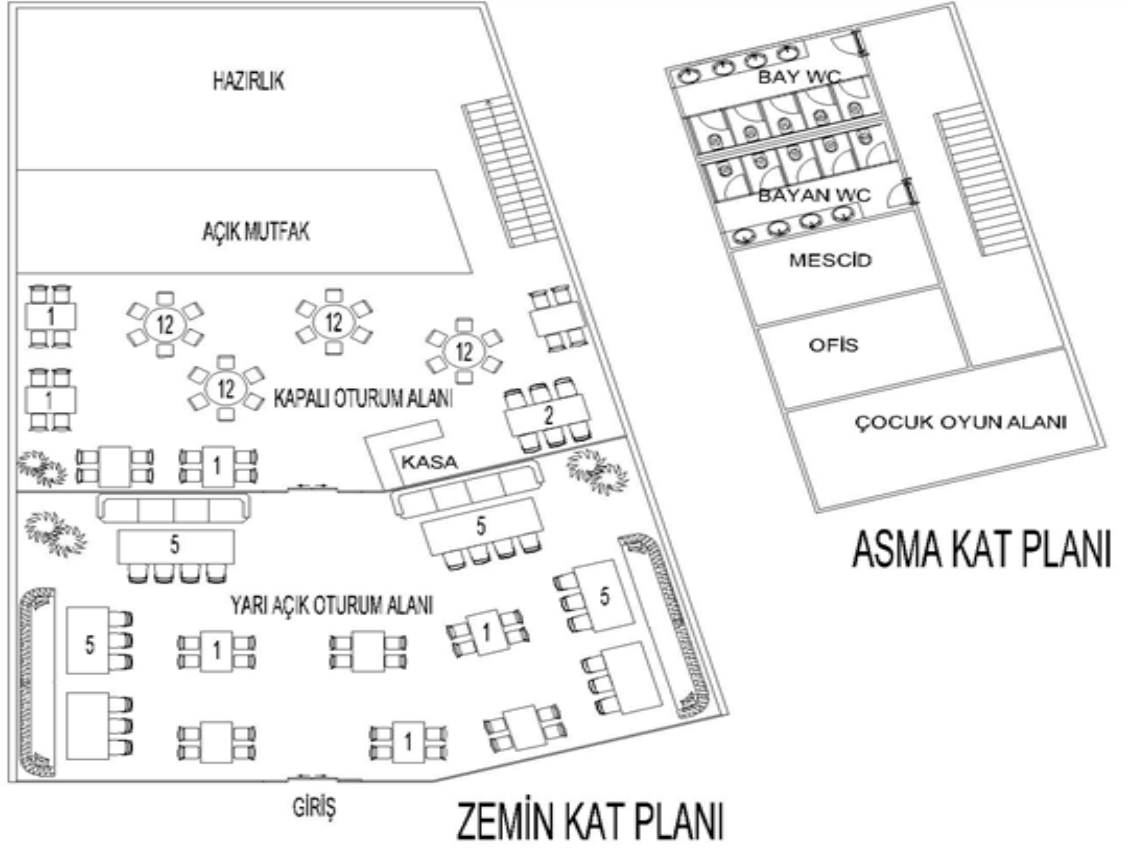 HAZIRLIK
AÇIK MUTFAK
1
12
12
12
12
1
KAPALI OTURUM ALANI
2
1
KASA
5
5
YARI AÇIK OTURUM ALANI
5
5
1
1
1
GİRİŞ
ZEMİN KAT PLANI
BAY WC
BAYAN WC
MESCİD
OFİS
ÇOCUK OYUN ALANI
ASMA KAT PLANI